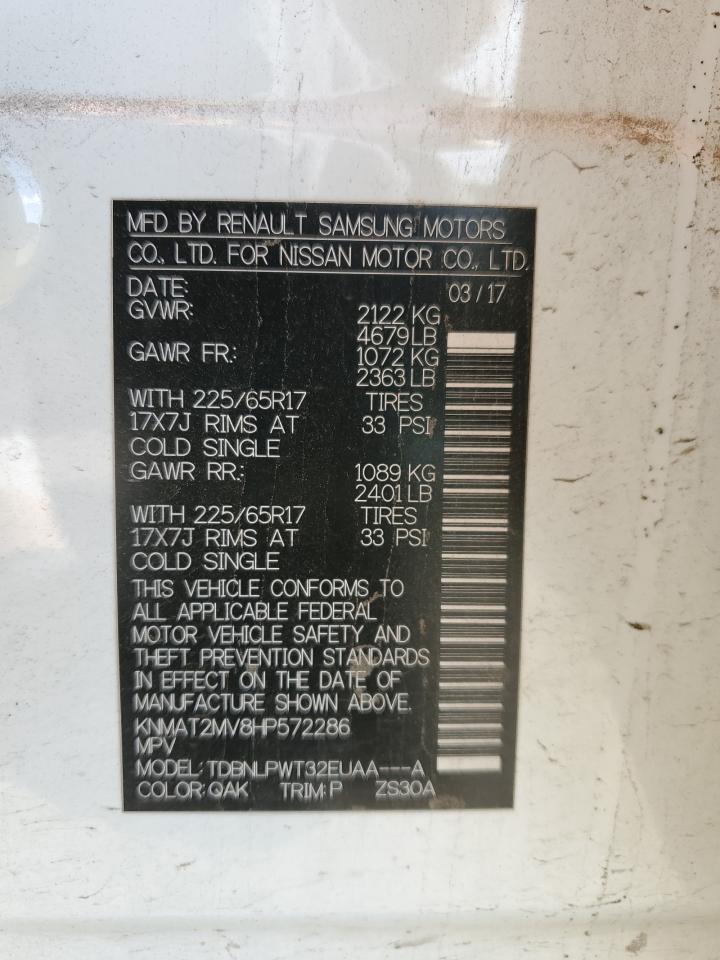 MFD BY RENAULT SAMSUNG MOTORS
CO., LTD. FOR NISSAN MOTOR CO., LTD.
DATE: 03/17
GVWR: 2122 KG
4679LB
GAWR FR.: 1072 KG
2363LB
WITH 225/65R17 TIRES
17X7J RIMS AT 33 PSI
COLD SINGLE
GAWR RR.: 1089 KG
2401LB
WITH 225/65R17 TIRES
17X7J RIMS AT 33 PSI
COLD SINGLE
THIS VEHICLE CONFORMS TO
ALL APPLICABLE FEDERAL
MOTOR VEHICLE SAFETY AND
THEFT PREVENTION STANDARDS
IN EFFECT ON THE DATE OF
MANUFACTURE SHOWN ABOVE.
KNMAT2MV8HP572286
MPV
MODEL:TDBNLPWT32EUAA---A
COLOR:QAK TRIM:P ZS30A